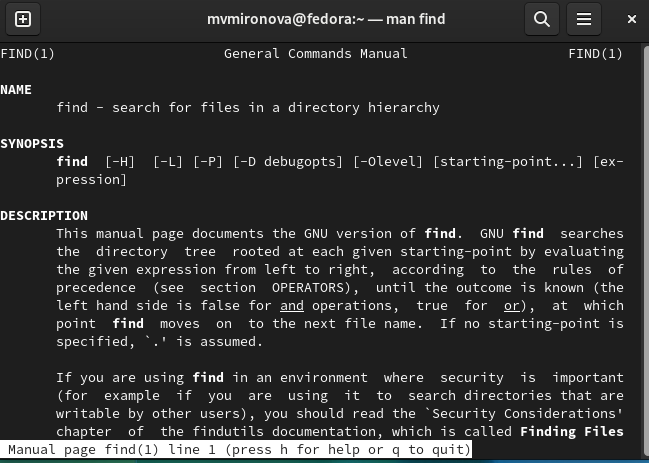 mvmironova@fedora:~ — man find
FIND(1) General Commands Manual FIND(1)
NAME
find - search for files in a directory hierarchy
SYNOPSIS
find [-H] [-L] [-P] [-D debugopts] [-Olevel] [starting-point...] [ex-
pression]
DESCRIPTION
This manual page documents the GNU version of find. GNU find searches
the directory tree rooted at each given starting-point by evaluating
the given expression from left to right, according to the rules of
precedence (see section OPERATORS), until the outcome is known (the
left hand side is false for and operations, true for or), at which
point find moves on to the next file name. If no starting-point is
specified, `.' is assumed.
If you are using find in an environment where security is important
(for example if you are using it to search directories that are
writable by other users), you should read the `Security Considerations'
chapter of the findutils documentation, which is called Finding Files
Manual page find(1) line 1 (press h for help or q to quit)